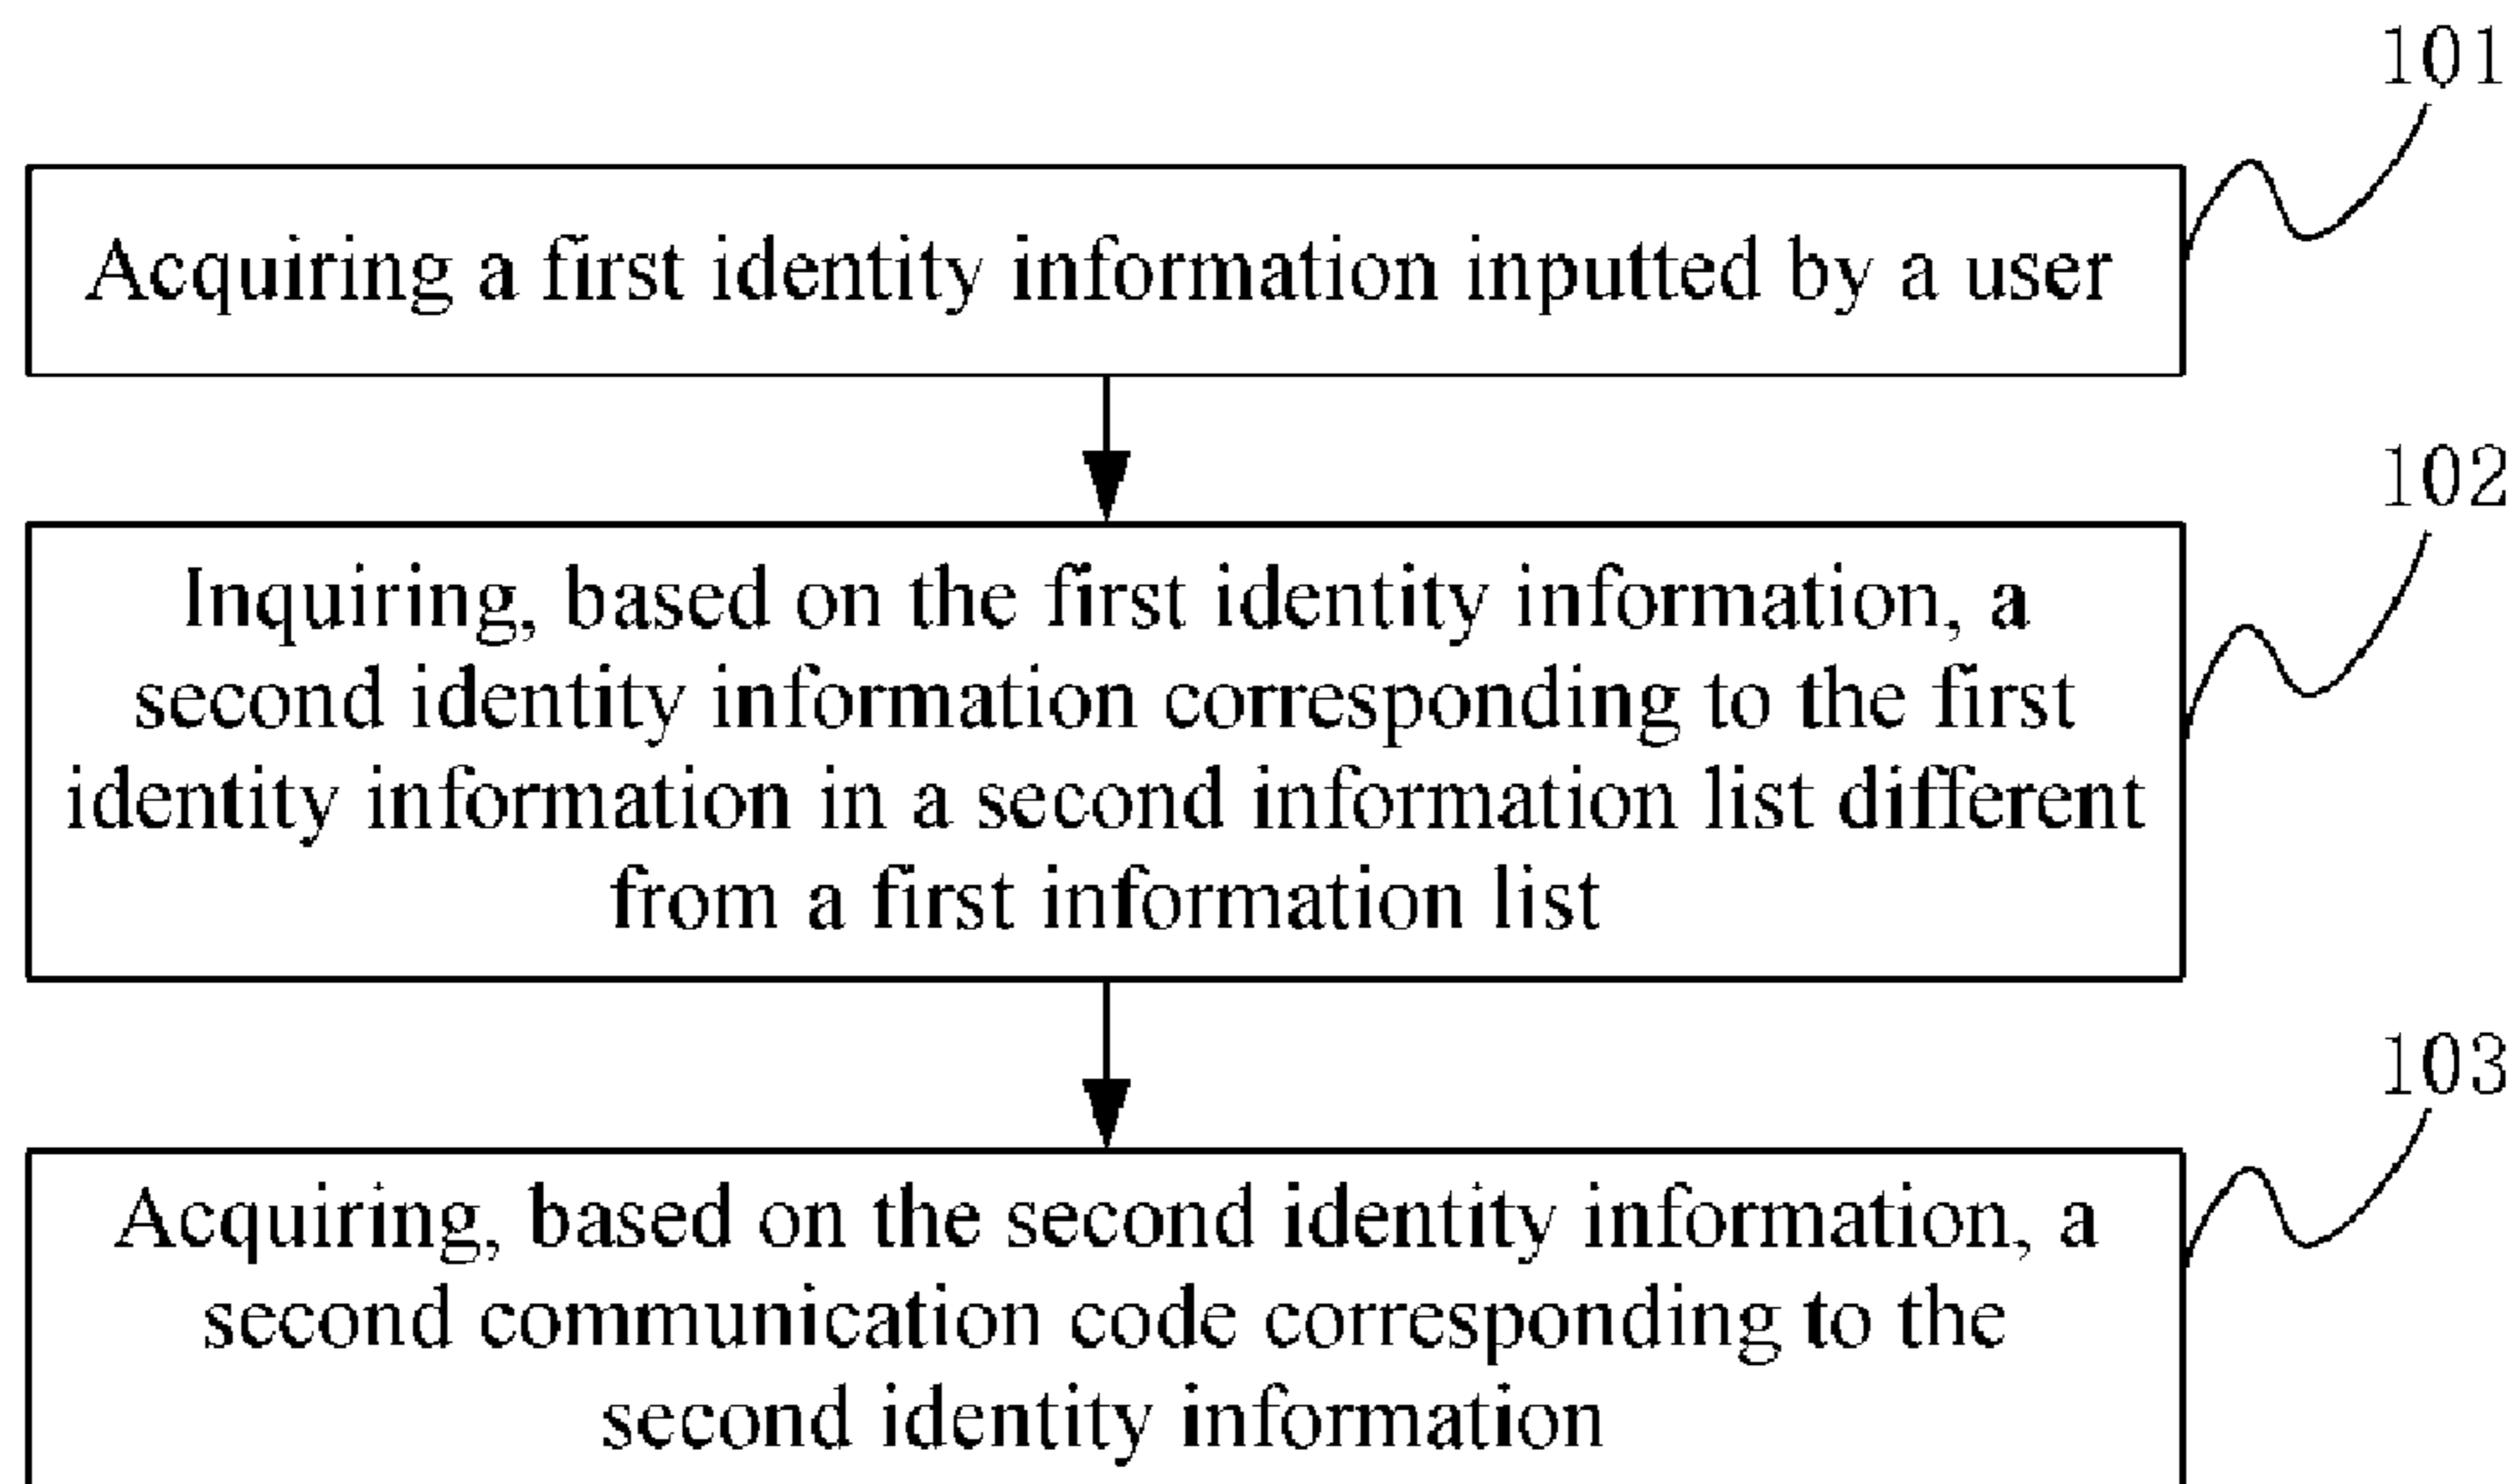 101
Acquiring a first identity information inputted by a user
102
Inquiring, based on the first identity information, a
second identity information corresponding to the first
identity information in a second information list different
from a first information list
103
Acquiring, based on the second identity information, a
second communication code corresponding to the
second identity information